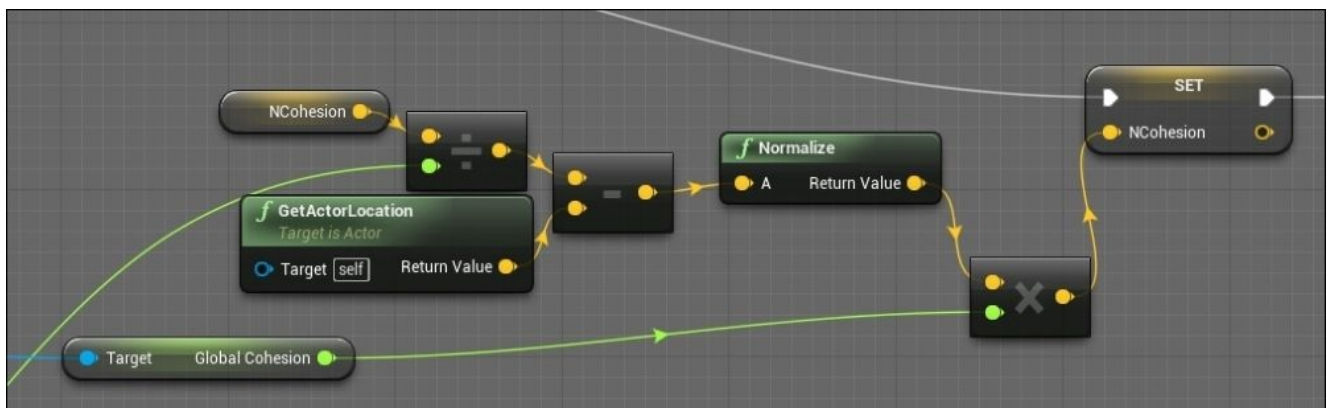 SET
NCohesion
NCohesion
÷
f Normalize
A Return Value
-
f GetActorLocation
Target is Actor
Target self Return Value
×
Target Global Cohesion